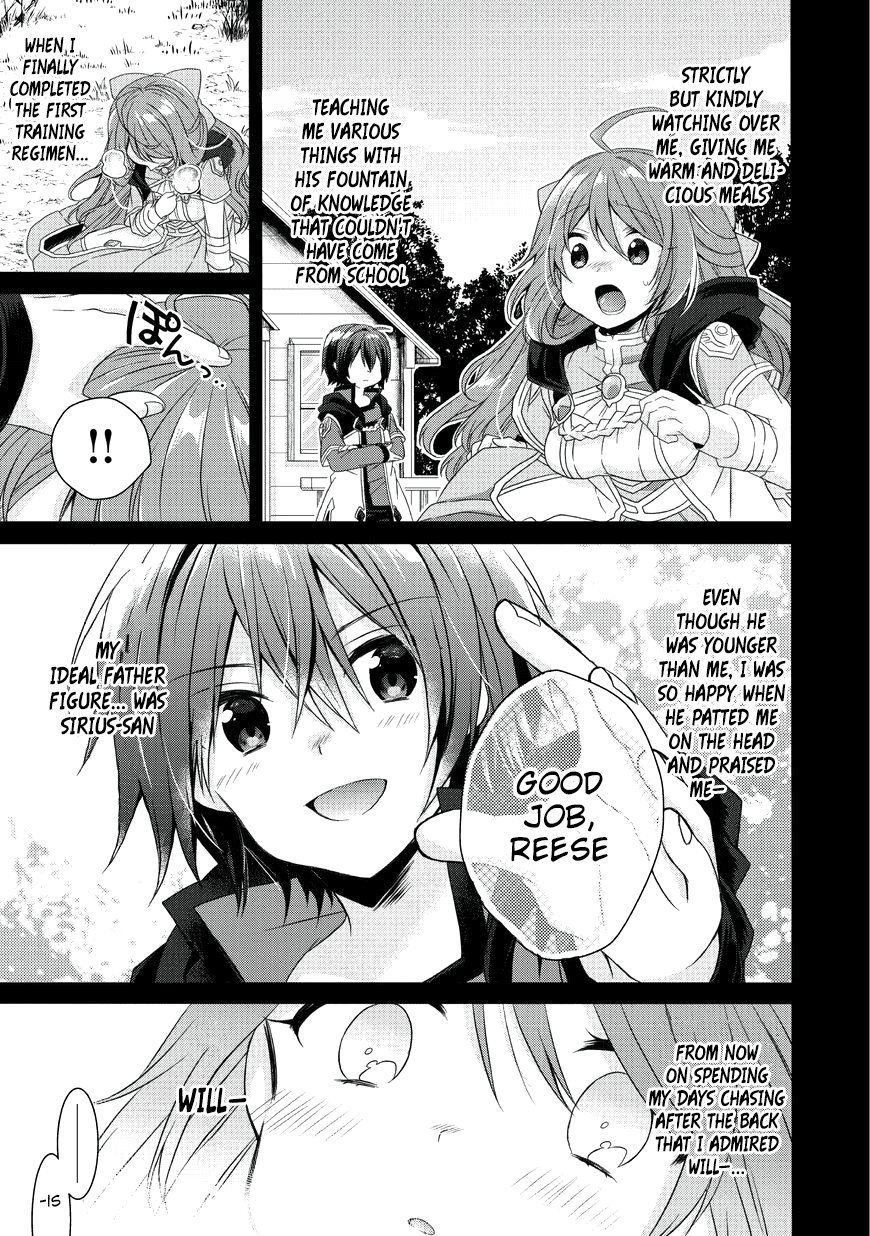 STRICTLY
BUT KINDLY
WATCHING OVER
ME, GIVING ME
WARM AND DELI-
CIOUS MEALS
TEACHING
ME VARIOUS
THINGS WITH
HIS FOUNTAIN
OF KNOWLEDGE
THAT COULDN'T
HAVE COME
FROM SCHOOL
WHEN I
FINALLY
COMPLETED
THE FIRST
TRAINING
REGIMEN...
ぽんっ..
!!
EVEN
THOUGH HE
WAS YOUNGER
THAN ME, I WAS
SO HAPPY WHEN
HE PATTED ME
ON THE HEAD
AND PRAISED
ME—
GOOD
JOB,
REESE
MY
IDEAL FATHER
FIGURE... WAS
SIRIUS-SAN
FROM NOW
ON SPENDING
MY DAYS CHASING
AFTER THE BACK
THAT I ADMIRED
WILL—...
WILL—
—
-IS